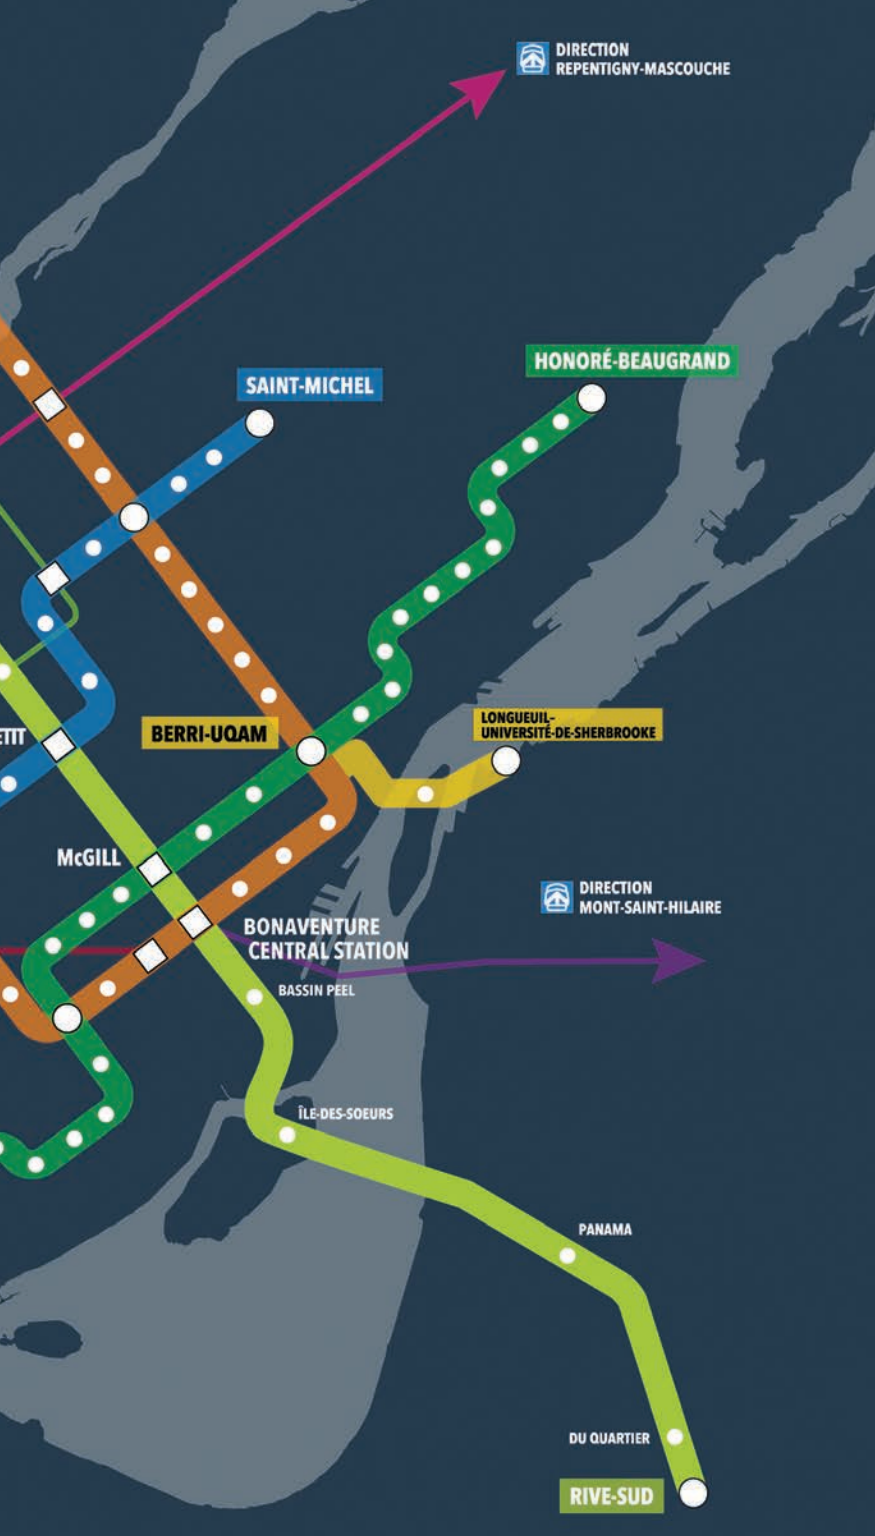 DIRECTION
REPENTIGNY-MASCOUCHE
HONORÉ-BEAUGRAND
SAINT-MICHEL
LONGUEUIL-
UNIVERSITÉ-DE-SHERBROOKE
BERRI-UQAM
ETIT
McGILL
DIRECTION
MONT-SAINT-HILAIRE
BONAVENTURE
CENTRAL STATION
BASSIN PEEL
ÎLE-DES-SOEURS
PANAMA
DU QUARTIER
RIVE-SUD